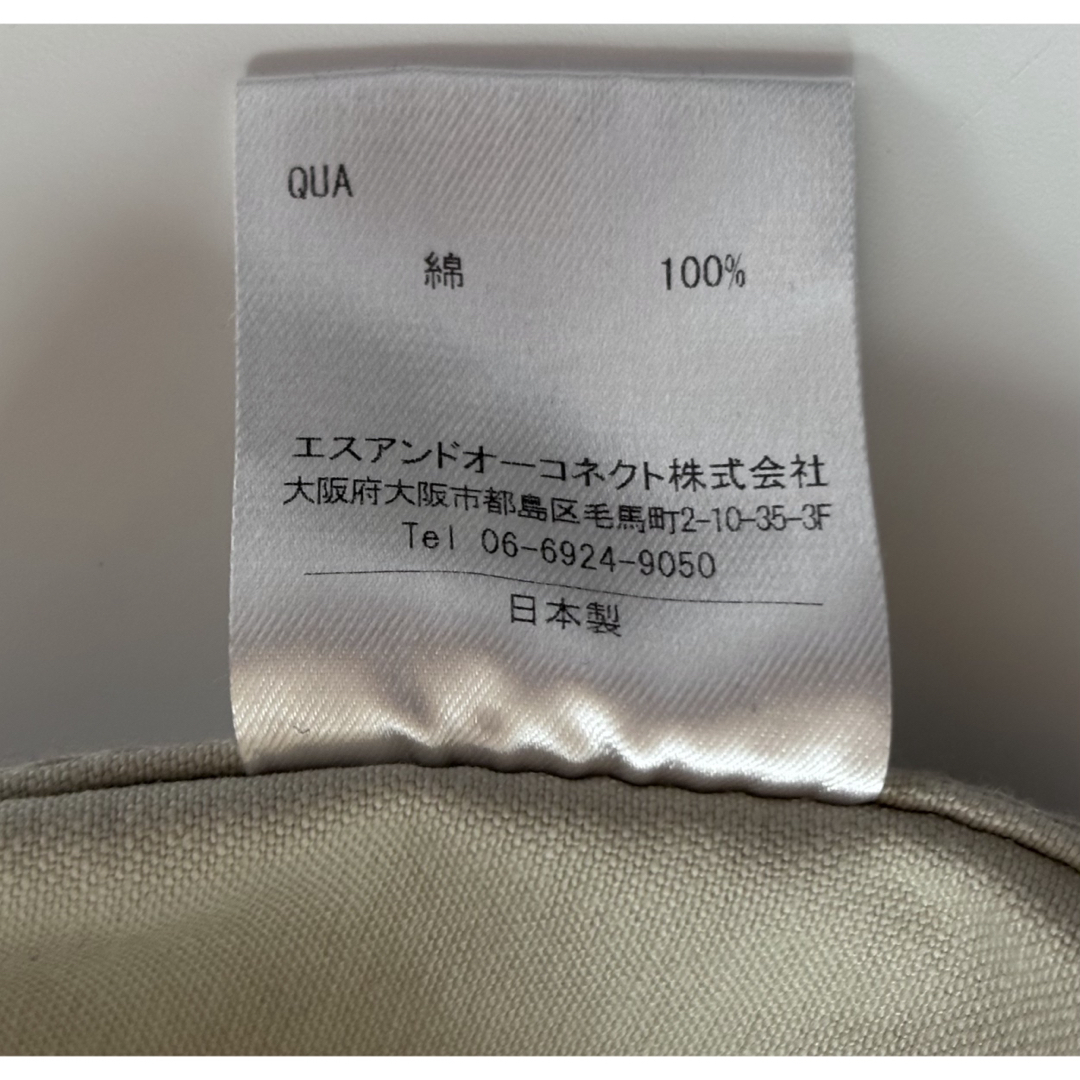 QUA
綿 100%
エスアンドオーコネクト株式会社
大阪府大阪市都島区毛馬町2-10-35-3F
Tel 06-6924-9050
日本製